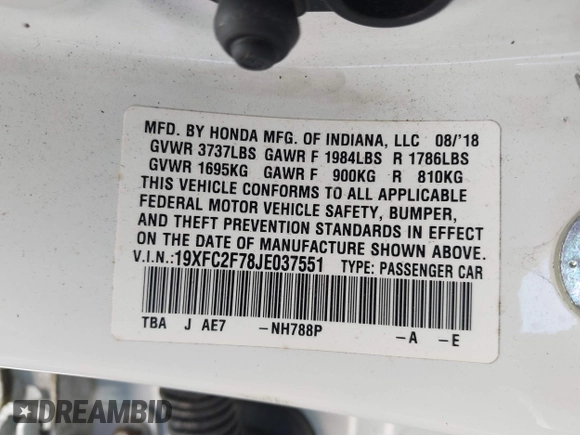 MFD. BY HONDA MFG. OF INDIANA, LLC 08/'18
GVWR 3737LBS GAWR F 1984LBS R 1786LBS
GVWR 1695KG GAWR F 900KG R 810KG
THIS VEHICLE CONFORMS TO ALL APPLICABLE
FEDERAL MOTOR VEHICLE SAFETY, BUMPER,
AND THEFT PREVENTION STANDARDS IN EFFECT
ON THE DATE OF MANUFACTURE SHOWN ABOVE.
V.I.N.:19XFC2F78JE037551 TYPE: PASSENGER CAR
TBA J AE7 -NH788P -A -E
DREAMBID